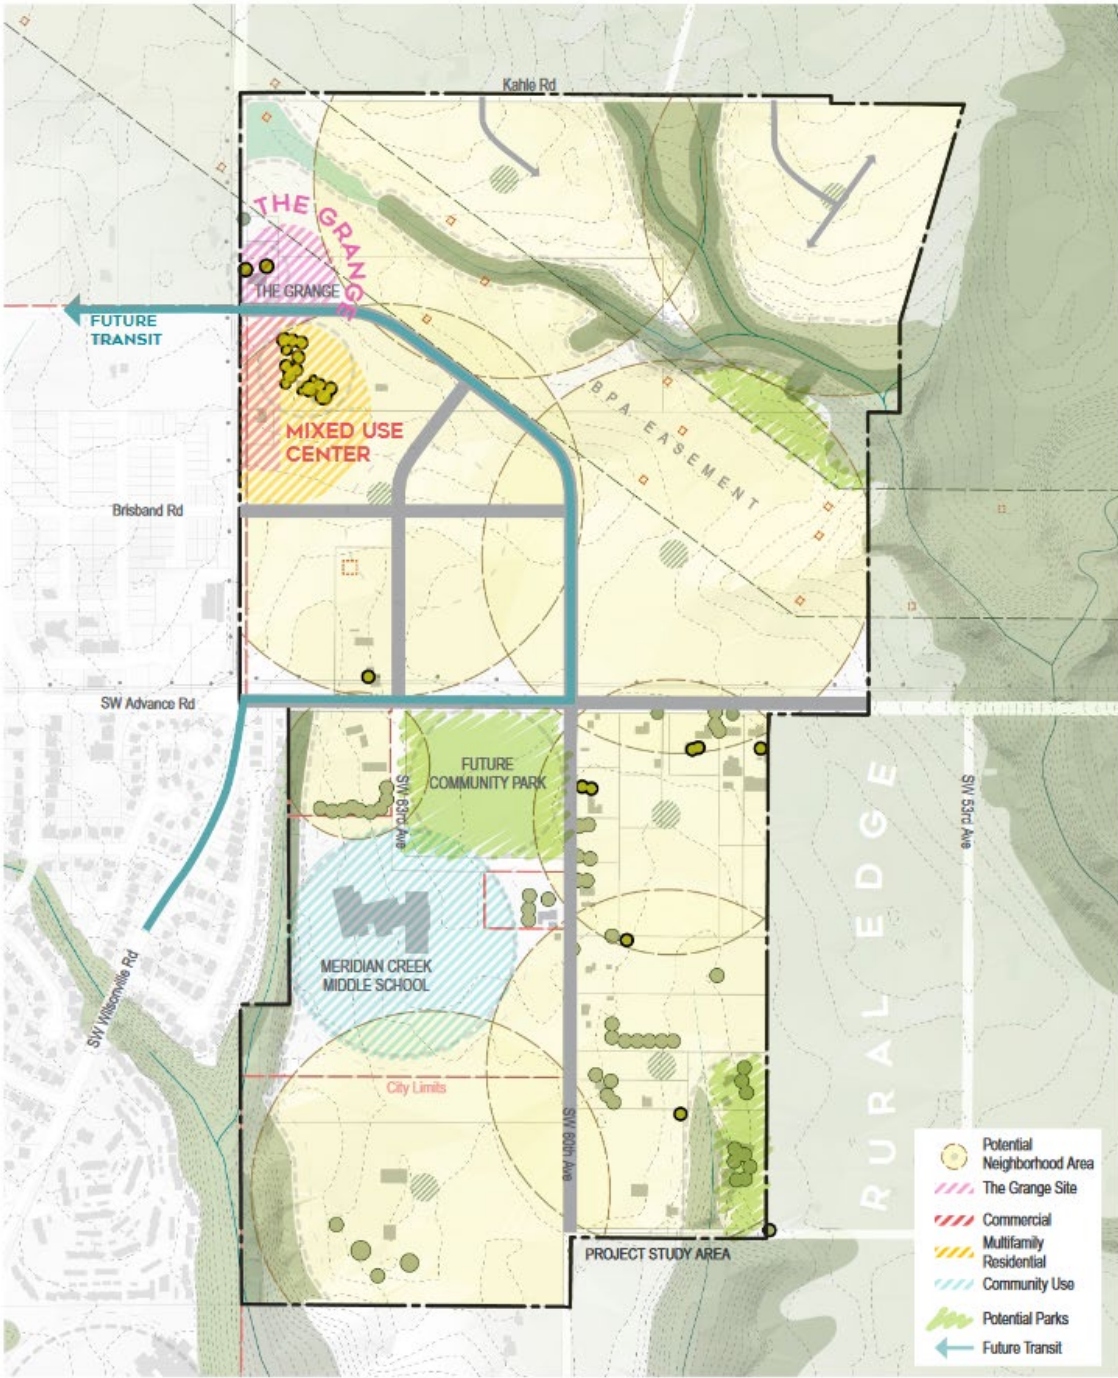 Kahle Rd
THE GRANGE
THE GRANGE
FUTURE
TRANSIT
BPA EASEMENT
MIXED USE
CENTER
Brisband Rd
SW Advance Rd
FUTURE
COMMUNITY PARK
SW 63rd Ave
SW 53rd Ave
RURAL EDGE
MERIDIAN CREEK
MIDDLE SCHOOL
SW Wilsonville Rd
City Limits
SW 60th Ave
PROJECT STUDY AREA
Potential
Neighborhood Area
The Grange Site
Commercial
Multifamily
Residential
Community Use
Potential Parks
Future Transit